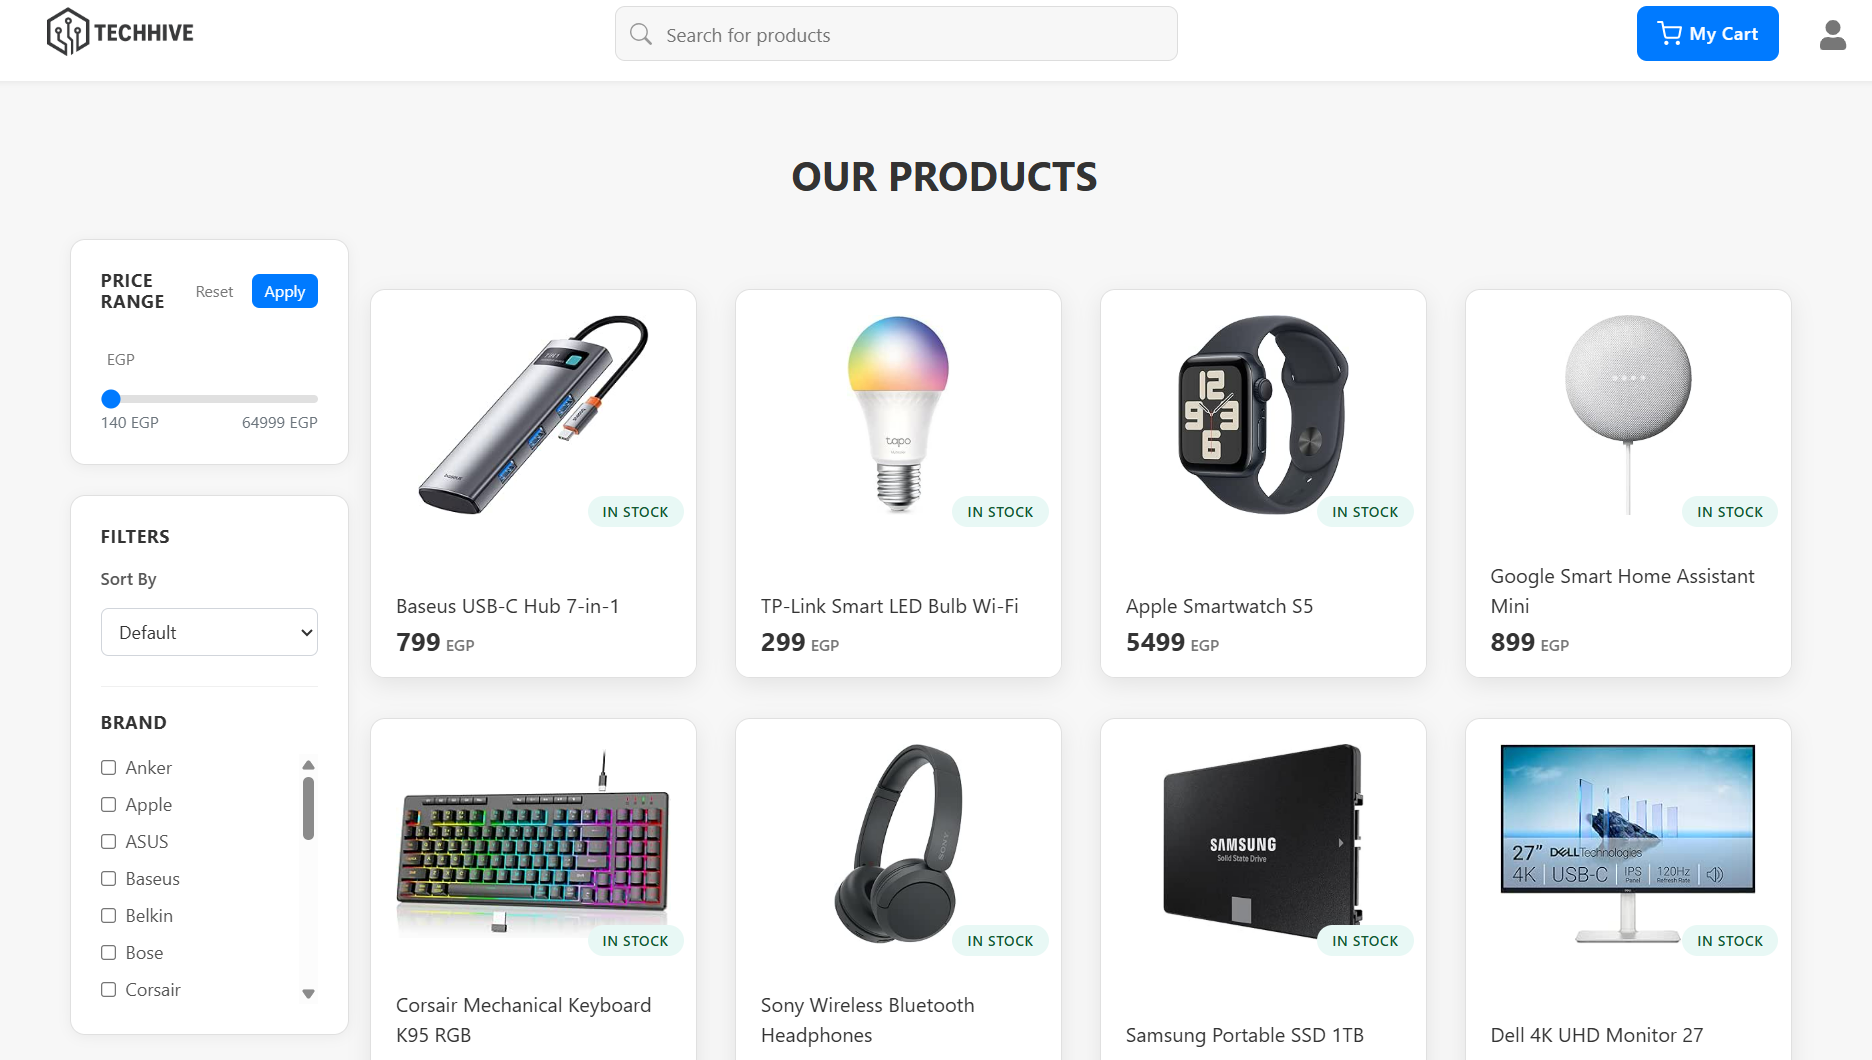 TECHHIVE
Search for products
My Cart
OUR PRODUCTS
PRICE
RANGE
Reset
Apply
EGP
140 EGP
64999 EGP
FILTERS
Sort By
Default
BRAND
Anker
Apple
ASUS
Baseus
Belkin
Bose
Corsair
baseus
IN STOCK
Baseus USB-C Hub 7-in-1
799 EGP
tapo
IN STOCK
TP-Link Smart LED Bulb Wi-Fi
299 EGP
12
9 3
6
IN STOCK
Apple Smartwatch S5
5499 EGP
IN STOCK
Google Smart Home Assistant
Mini
899 EGP
IN STOCK
Corsair Mechanical Keyboard
K95 RGB
SONY
IN STOCK
Sony Wireless Bluetooth
Headphones
SAMSUNG
Solid State Drive
IN STOCK
Samsung Portable SSD 1TB
27” DELL Technologies
4K USB-C IPS Panel 120Hz Refresh Rate
IN STOCK
Dell 4K UHD Monitor 27